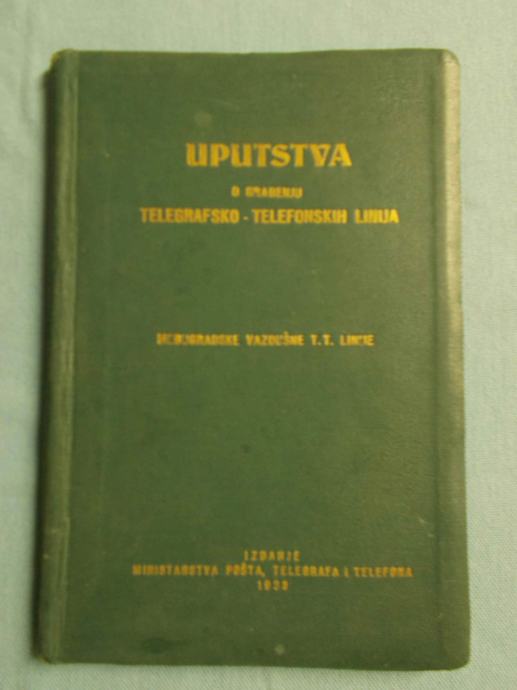 UPUTSTVA
O GRAĐENJU
TELEGRAFSKO - TELEFONSKIH LINIJA
MEĐUGRADSKE VAZDUŠNE T.T. LINIJE
IZDANJE
MINISTARSTVA POŠTA, TELEGRAFA I TELEFONA